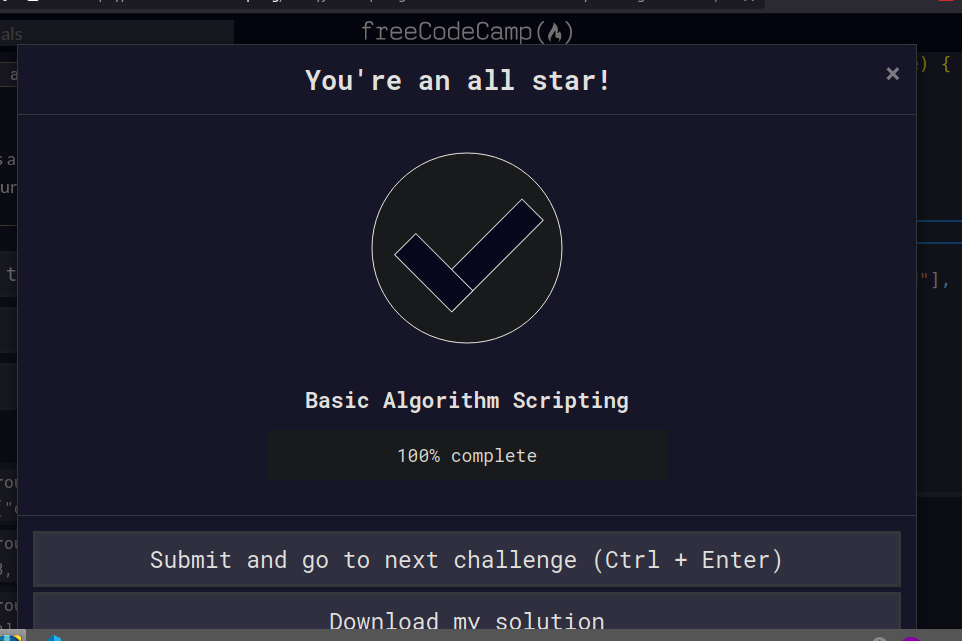 als
freeCodeCamp
You're an all star!
×
) {
"],
Basic Algorithm Scripting
100% complete
Submit and go to next challenge (Ctrl + Enter)
Download my solution